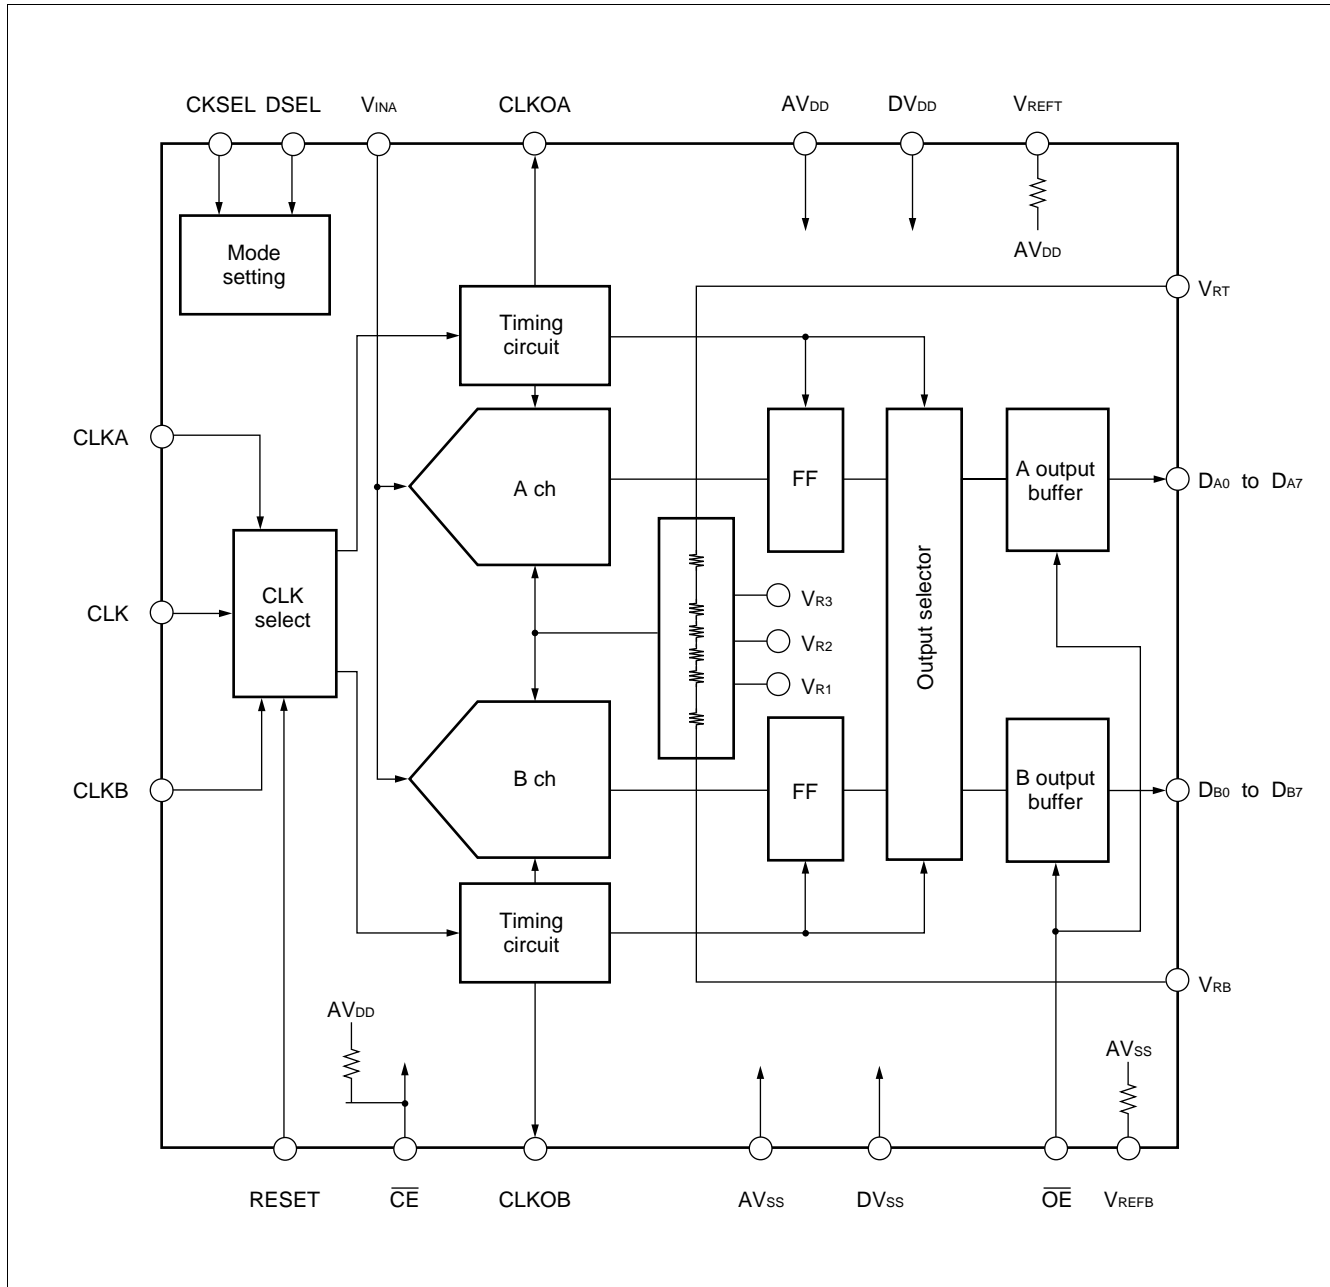 CKSEL DSEL VINA CLKOA AVDD DVDD VREFT
Mode
setting
AVDD
VRT
Timing
circuit
CLKA
A ch
FF
A output
buffer
DA0 to DA7
CLK
CLK
select
Output selector
VR3
VR2
VR1
CLKB
B ch
FF
B output
buffer
DB0 to DB7
Timing
circuit
VRB
AVDD
AVSS
RESET C̅E̅ CLKOB AVSS DVSS O̅E̅ VREFB